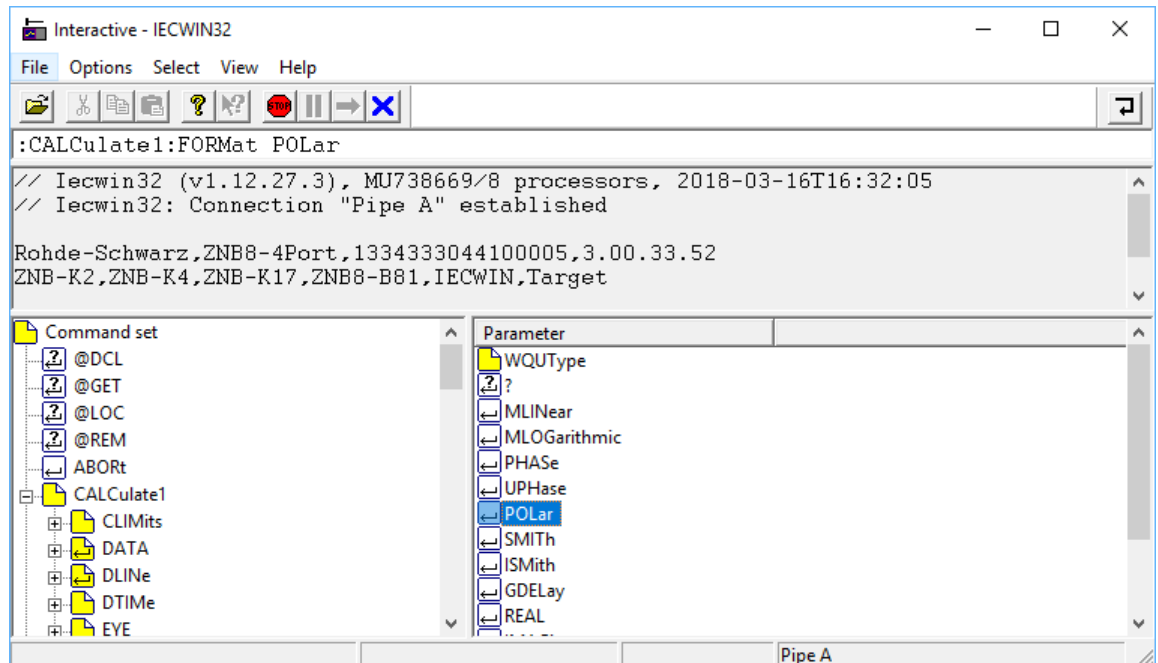 Interactive - IECWIN32
File Options Select View Help
STOP
:CALCulate1:FORMat POLar
// Iecwin32 (v1.12.27.3), MU738669/8 processors, 2018-03-16T16:32:05
// Iecwin32: Connection "Pipe A" established
Rohde-Schwarz,ZNB8-4Port,1334333044100005,3.00.33.52
ZNB-K2,ZNB-K4,ZNB-K17,ZNB8-B81,IECWIN,Target
Command set
@DCL
@GET
@LOC
@REM
ABORt
CALCulate1
CLIMits
DATA
DLINe
DTIMe
EYE
Parameter
WQUType
?
MLINear
MLOGarithmic
PHASe
UPHase
POLar
SMITh
ISMith
GDELay
REAL
Pipe A